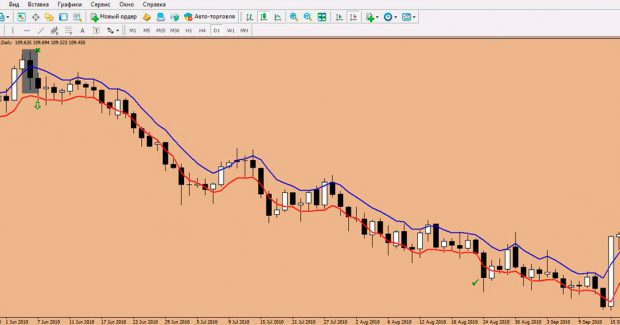 Вид Вставка Графики Сервис Окно Справка
Новый ордер Авто-торговля
M1 M5 M15 M30 H1 H4 D1 W1 MN
,Daily 109.635 109.694 109.323 109.450
1 Jun 2010 7 Jun 2010 11 Jun 2010 17 Jun 2010 23 Jun 2010 29 Jun 2010 5 Jul 2010 9 Jul 2010 15 Jul 2010 21 Jul 2010 27 Jul 2010 2 Aug 2010 6 Aug 2010 12 Aug 2010 18 Aug 2010 24 Aug 2010 30 Aug 2010 3 Sep 2010 9 Sep 2010 15 S